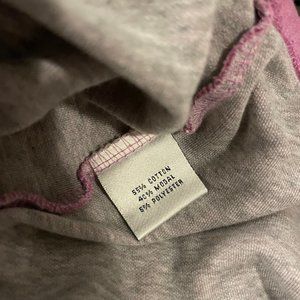 55% COTTON
40% MODAL
5% POLYESTER